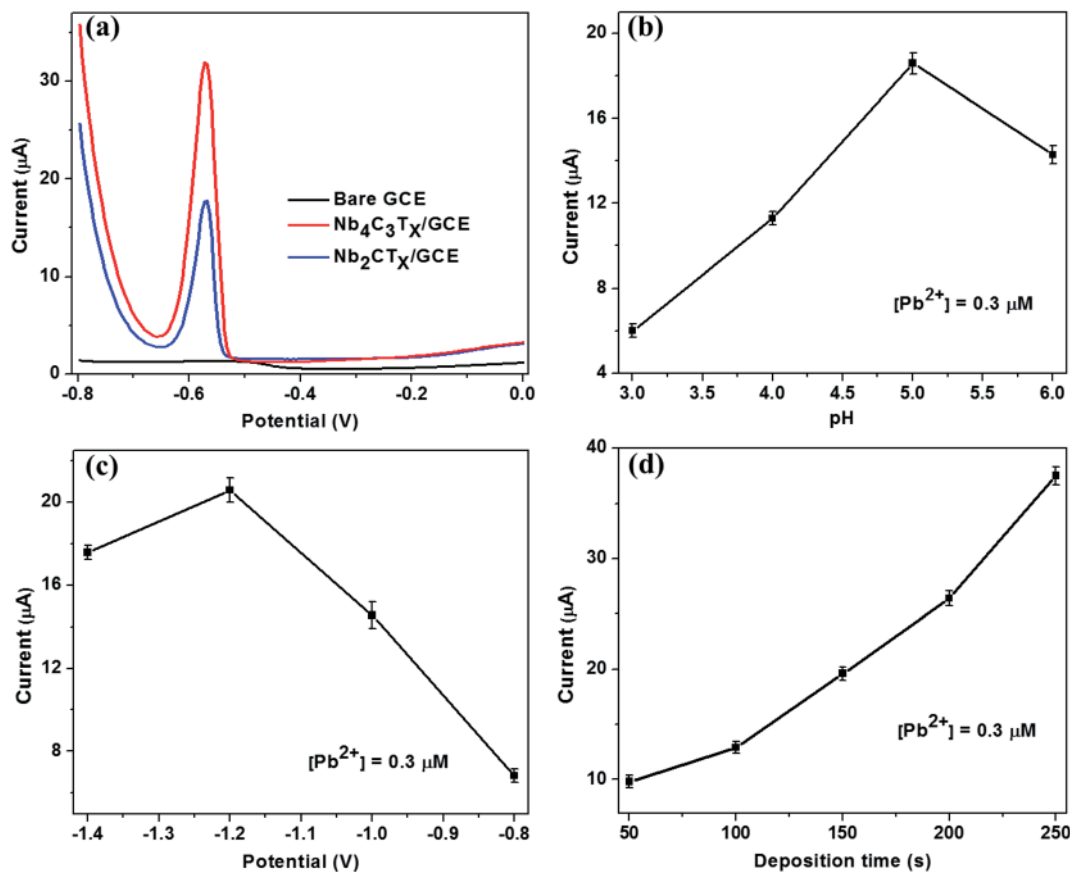 (a)
Current (μA)
30
20
10
0
Bare GCE
Nb4C3TX/GCE
Nb2CTX/GCE
-0.8 -0.6 -0.4 -0.2 0.0
Potential (V)
(b)
Current (μA)
20
16
12
8
4
[Pb2+] = 0.3 μM
3.0 3.5 4.0 4.5 5.0 5.5 6.0
pH
(c)
Current (μA)
20
16
12
8
[Pb2+] = 0.3 μM
-1.4 -1.3 -1.2 -1.1 -1.0 -0.9 -0.8
Potential (V)
(d)
Current (μA)
40
30
20
10
[Pb2+] = 0.3 μM
50 100 150 200 250
Deposition time (s)